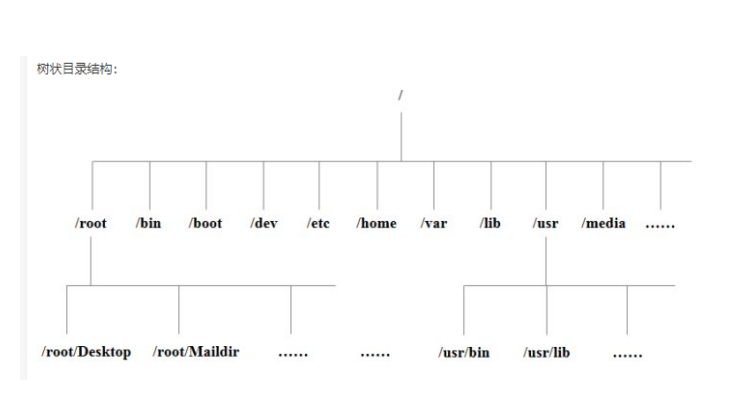 树状目录结构：
/
/root /bin /boot /dev /etc /home /var /lib /usr /media ……
/root/Desktop /root/Maildir …… …… /usr/bin /usr/lib ……